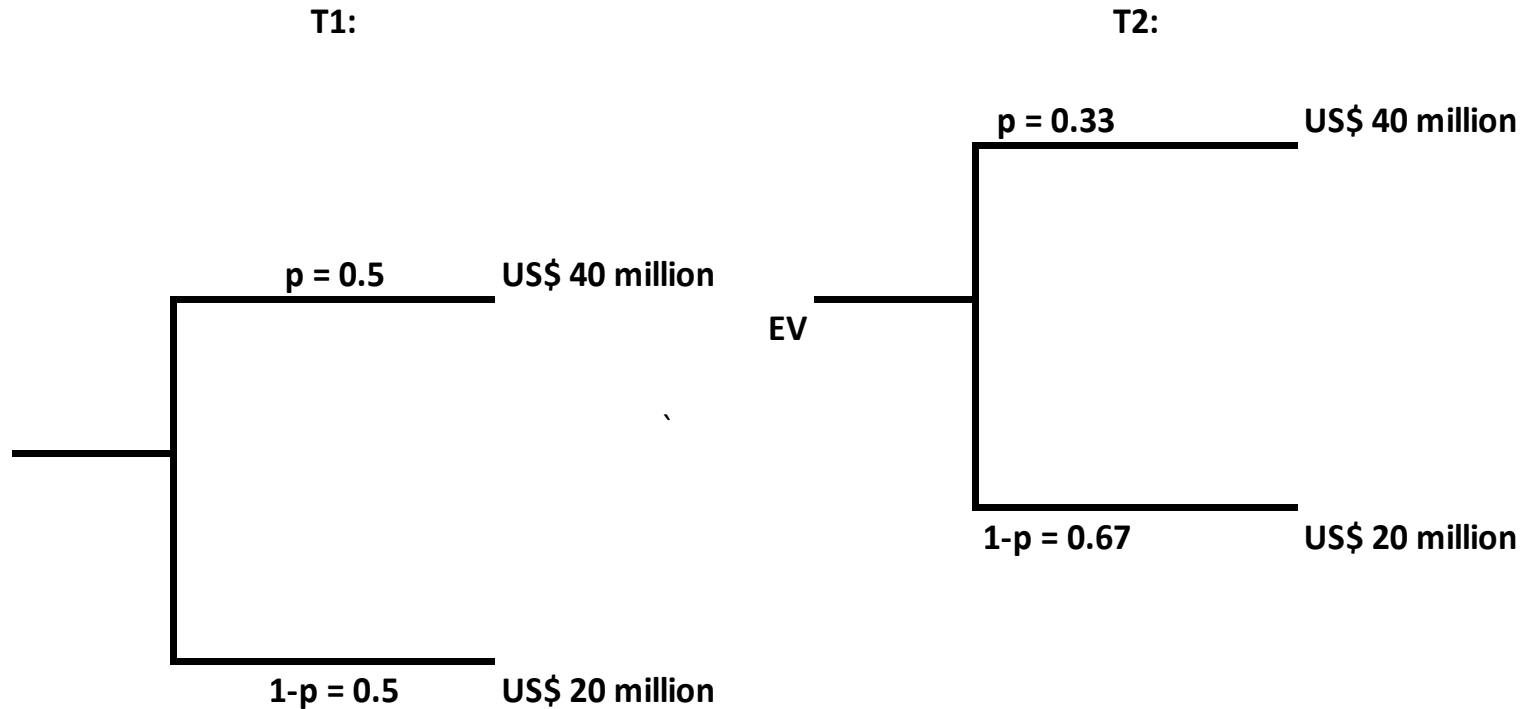 T1:
T2:
p = 0.33
US$ 40 million
p = 0.5
US$ 40 million
EV
`
1-p = 0.67
US$ 20 million
1-p = 0.5
US$ 20 million